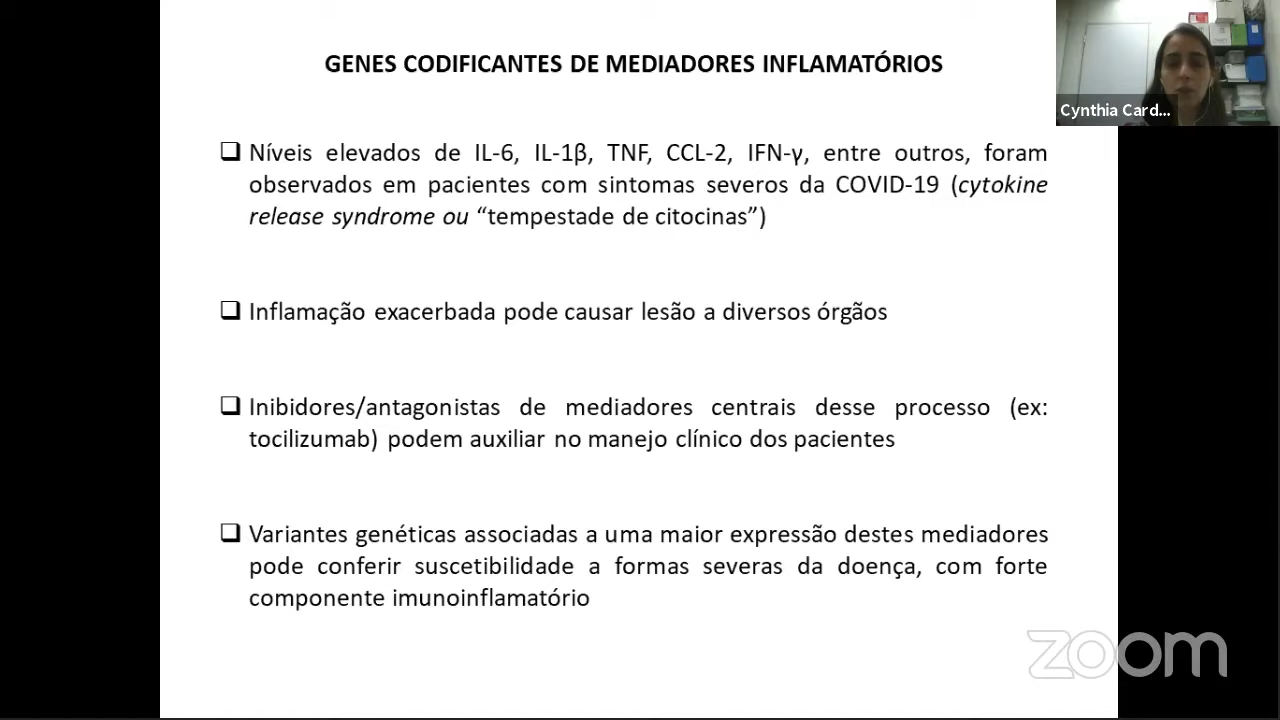 GENES CODIFICANTES DE MEDIADORES INFLAMATÓRIOS
Cynthia Card...
❑ Níveis elevados de IL-6, IL-1β, TNF, CCL-2, IFN-γ, entre outros, foram
observados em pacientes com sintomas severos da COVID-19 (cytokine
release syndrome ou “tempestade de citocinas”)
❑ Inflamação exacerbada pode causar lesão a diversos órgãos
❑ Inibidores/antagonistas de mediadores centrais desse processo (ex:
tocilizumab) podem auxiliar no manejo clínico dos pacientes
❑ Variantes genéticas associadas a uma maior expressão destes mediadores
pode conferir suscetibilidade a formas severas da doença, com forte
componente imunoinflamatório
zoom